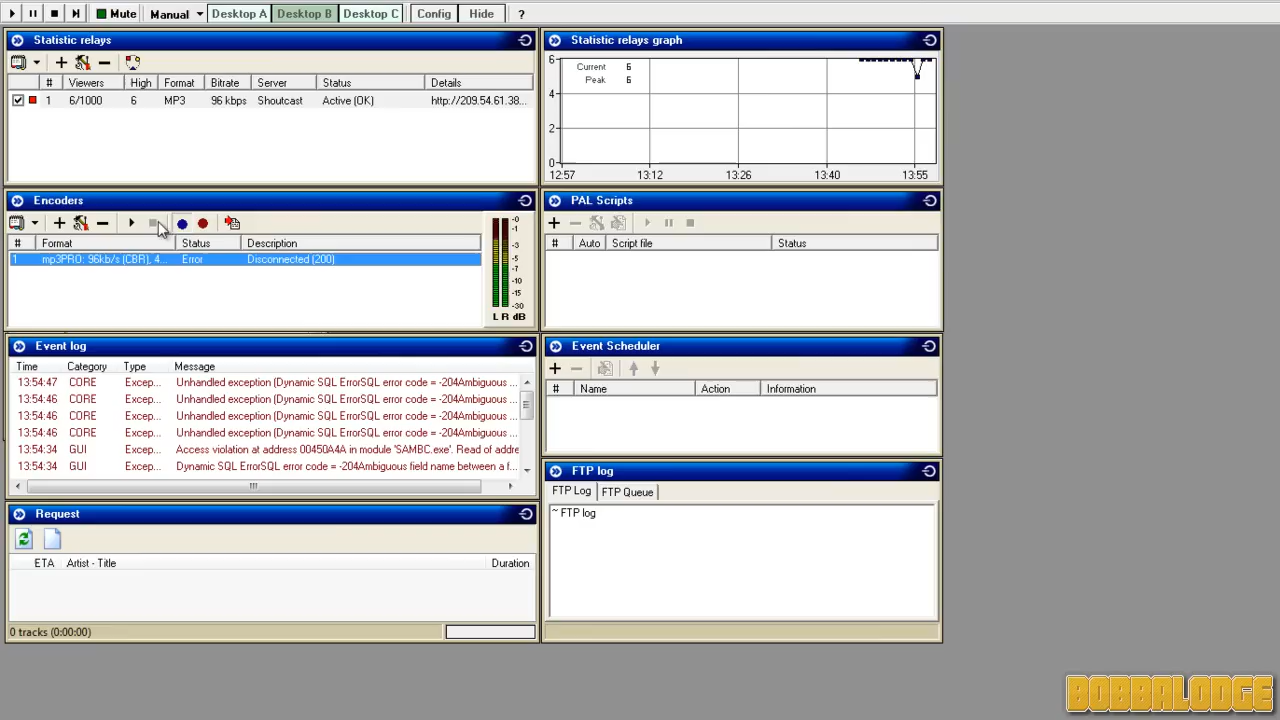 Mute Manual Desktop A Desktop B Desktop C Config Hide ?
Statistic relays
# Viewers High Format Bitrate Server Status Details
1 6/1000 6 MP3 96 kbps Shoutcast Active (OK) http://209.54.61.38...
Statistic relays graph
Current 6
Peak 6
6
4
2
0
12:57 13:12 13:26 13:40 13:55
Encoders
# Format Status Description
1 mp3PRO: 96kb/s (CBR), 4... Error Disconnected (200)
-0
-1
-3
-5
-7
-10
-15
-30
L R dB
PAL Scripts
# Auto Script file Status
Event log
Time Category Type Message
13:54:47 CORE Excep... Unhandled exception (Dynamic SQL ErrorSQL error code = -204Ambiguous ...
13:54:46 CORE Excep... Unhandled exception (Dynamic SQL ErrorSQL error code = -204Ambiguous ...
13:54:46 CORE Excep... Unhandled exception (Dynamic SQL ErrorSQL error code = -204Ambiguous ...
13:54:46 CORE Excep... Unhandled exception (Dynamic SQL ErrorSQL error code = -204Ambiguous ...
13:54:34 GUI Excep... Access violation at address 00450A4A in module 'SAMBC.exe'. Read of addre
13:54:34 GUI Excep... Dynamic SQL ErrorSQL error code = -204Ambiguous field name between a f...
Event Scheduler
# Name Action Information
Request
ETA Artist - Title Duration
0 tracks (0:00:00)
FTP log
FTP Log FTP Queue
~ FTP log
BOBBALODGE